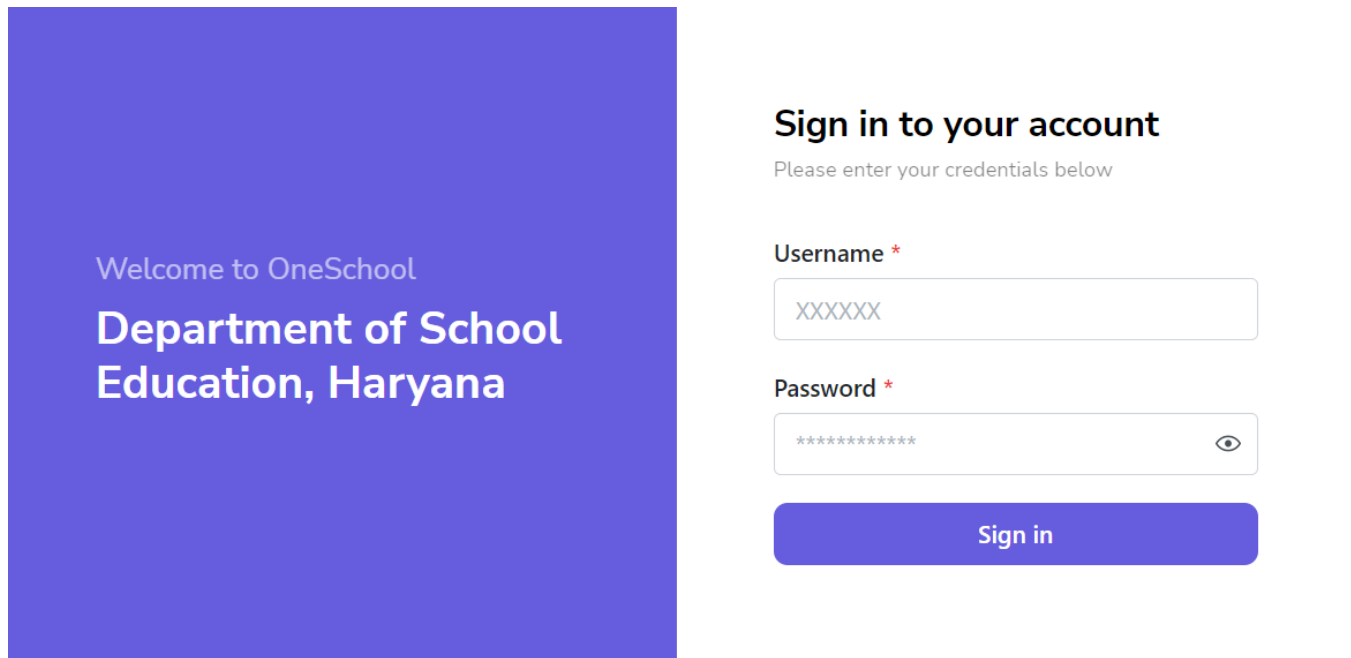 Welcome to OneSchool
Department of School
Education, Haryana
Sign in to your account
Please enter your credentials below
Username *
XXXXXX
Password *
************
Sign in